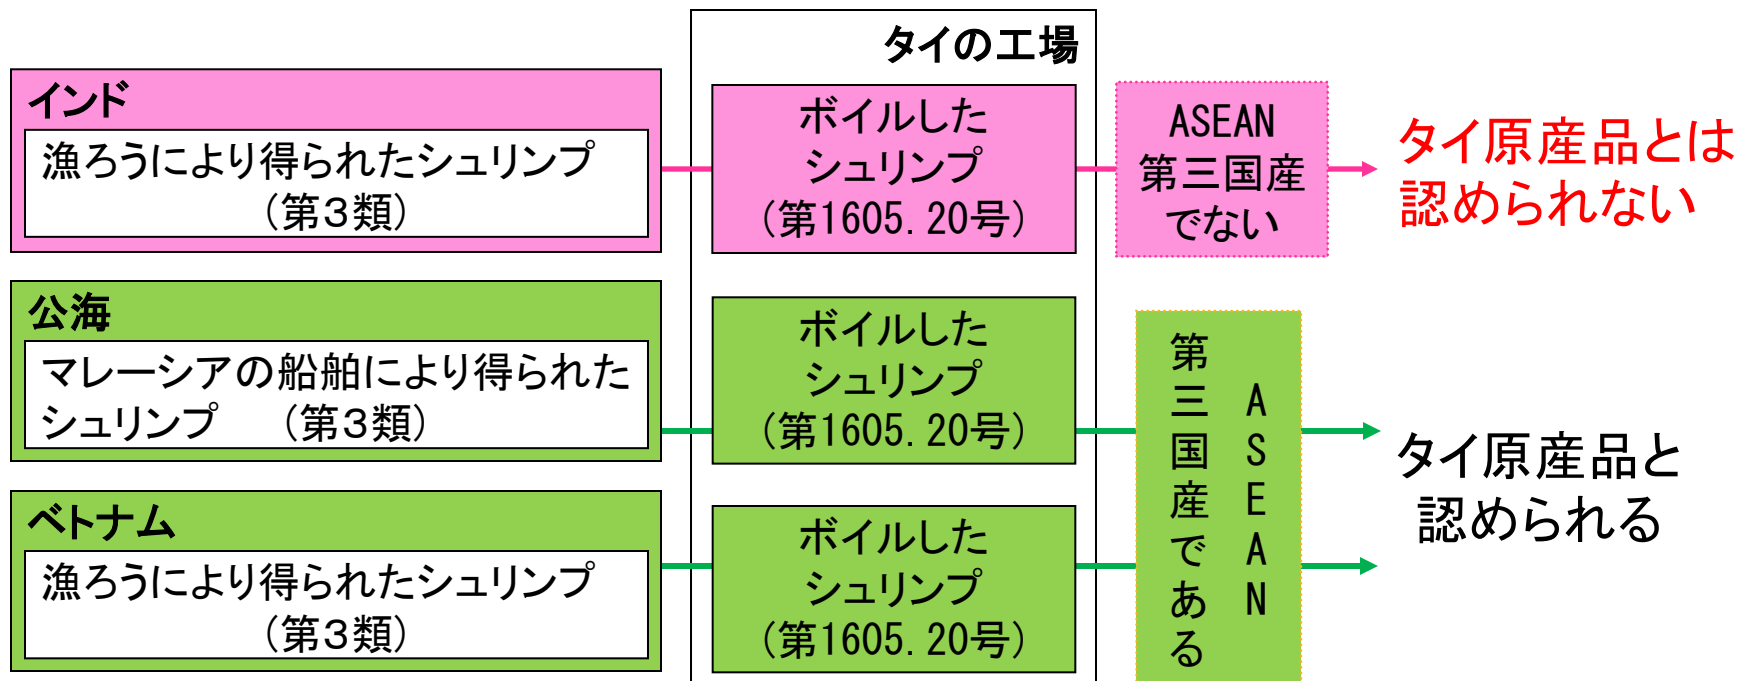 タイの工場
インド
漁ろうにより得られたシュリンプ
（第３類）
ボイルした
シュリンプ
（第1605.20号）
ASEAN
第三国産
でない
タイ原産品とは
認められない
公海
マレーシアの船舶により得られた
シュリンプ　（第３類）
ボイルした
シュリンプ
（第1605.20号）
ベトナム
漁ろうにより得られたシュリンプ
（第３類）
ボイルした
シュリンプ
（第1605.20号）
ASEAN
第三国産である
タイ原産品と
認められる